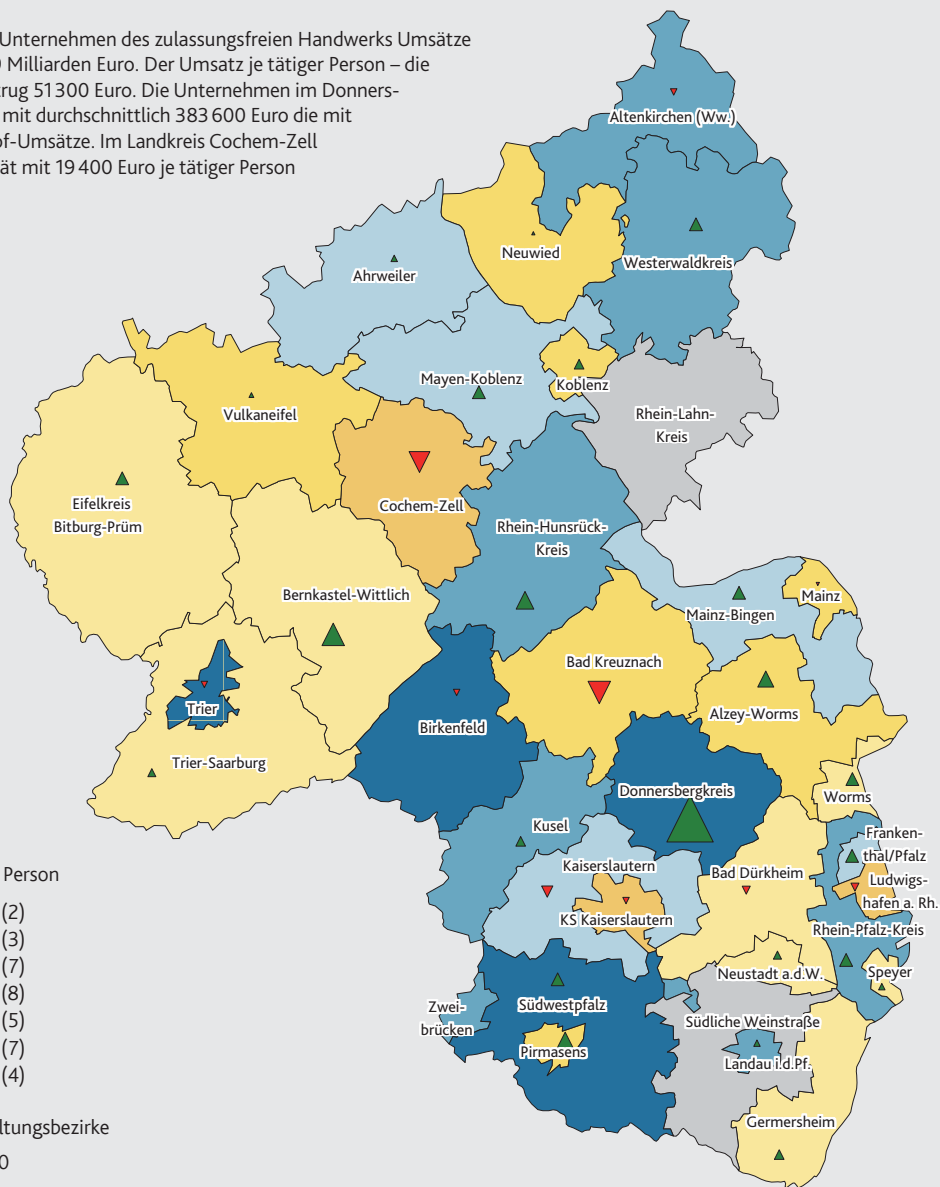 Unternehmen des zulassungsfreien Handwerks Umsätze
Milliarden Euro. Der Umsatz je tätiger Person – die
trug 51 300 Euro. Die Unternehmen im Donners-
mit durchschnittlich 383 600 Euro die mit
of-Umsätze. Im Landkreis Cochem-Zell
tät mit 19 400 Euro je tätiger Person
Altenkirchen (Ww.)
Neuwied
Westerwaldkreis
Ahrweiler
Mayen-Koblenz
Koblenz
Vulkaneifel
Rhein-Lahn-
Kreis
Cochem-Zell
Eifelkreis
Bitburg-Prüm
Rhein-Hunsrück-
Kreis
Bernkastel-Wittlich
Mainz
Mainz-Bingen
Bad Kreuznach
Trier
Alzey-Worms
Birkenfeld
Trier-Saarburg
Donnersbergkreis
Worms
Kusel
Franken-
thal/Pfalz
Kaiserslautern
Bad Dürkheim
Ludwigs-
hafen a. Rh.
KS Kaiserslautern
Rhein-Pfalz-Kreis
Neustadt a.d.W.
Speyer
Zwei-
brücken
Südwestpfalz
Südliche Weinstraße
Pirmasens
Landau i.d.Pf.
Germersheim
Person
(2)
(3)
(7)
(8)
(5)
(7)
(4)
ltungsbezirke
0